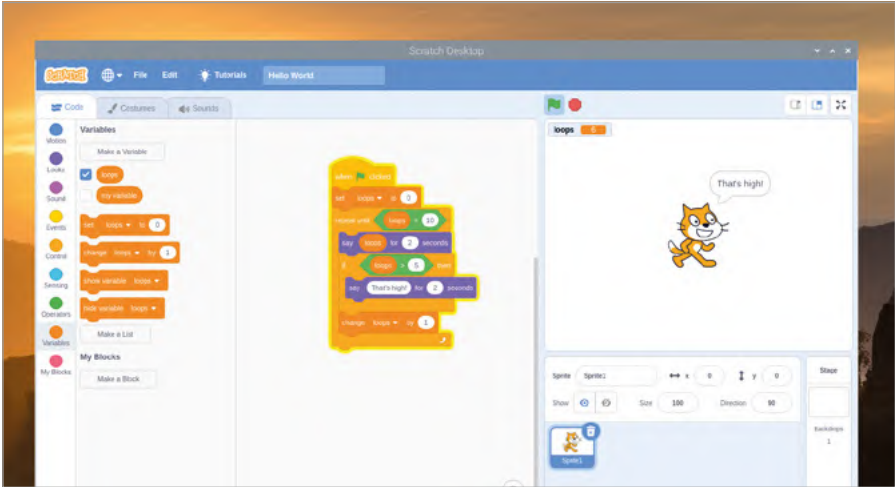 Scratch Desktop
SCRATCH File Edit Tutorials Hello World
Code Costumes Sounds
Motion
Looks
Sound
Events
Control
Sensing
Operators
Variables
My Blocks
Variables
Make a Variable
loops
my variable
set loops to 0
change loops by 1
show variable loops
hide variable loops
Make a List
My Blocks
Make a Block
when clicked
set loops to 0
repeat until loops = 10
say loops for 2 seconds
if loops > 5 then
say That's high! for 2 seconds
change loops by 1
loops
That's high!
Sprite Sprite1 x 0 y 0
Show Size 100 Direction 90
Sprite1
Stage
Backdrops
1